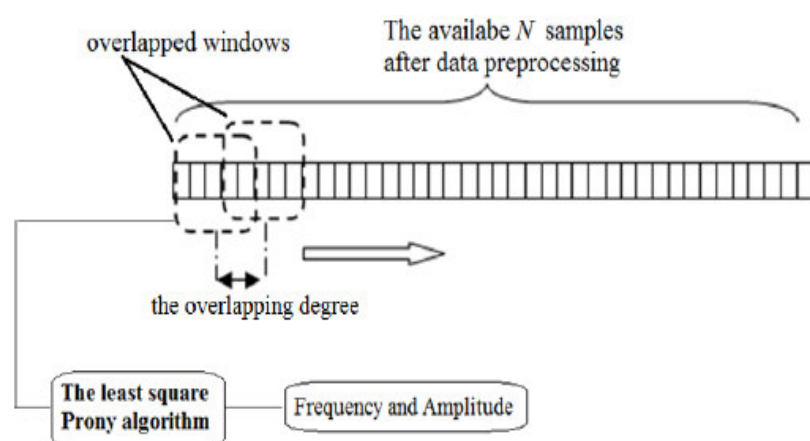 overlapped windows
The availabe N samples
after data preprocessing
the overlapping degree
The least square
Prony algorithm
Frequency and Amplitude